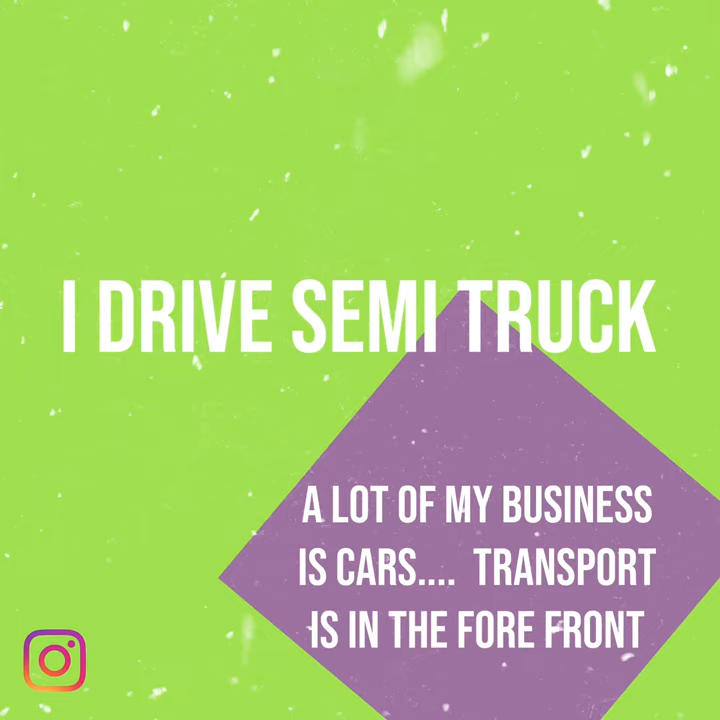 I DRIVE SEMI TRUCK
A LOT OF MY BUSINESS
IS CARS.... TRANSPORT
IS IN THE FORE FRONT